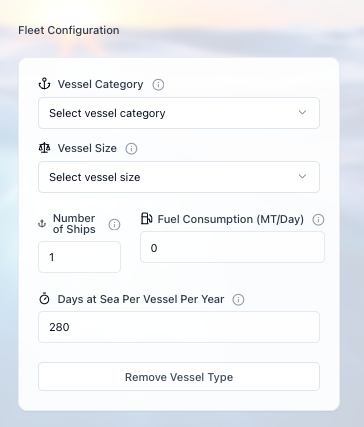 Fleet Configuration
Vessel Category
Select vessel category
Vessel Size
Select vessel size
Number
of Ships
Fuel Consumption (MT/Day)
1
0
Days at Sea Per Vessel Per Year
280
Remove Vessel Type